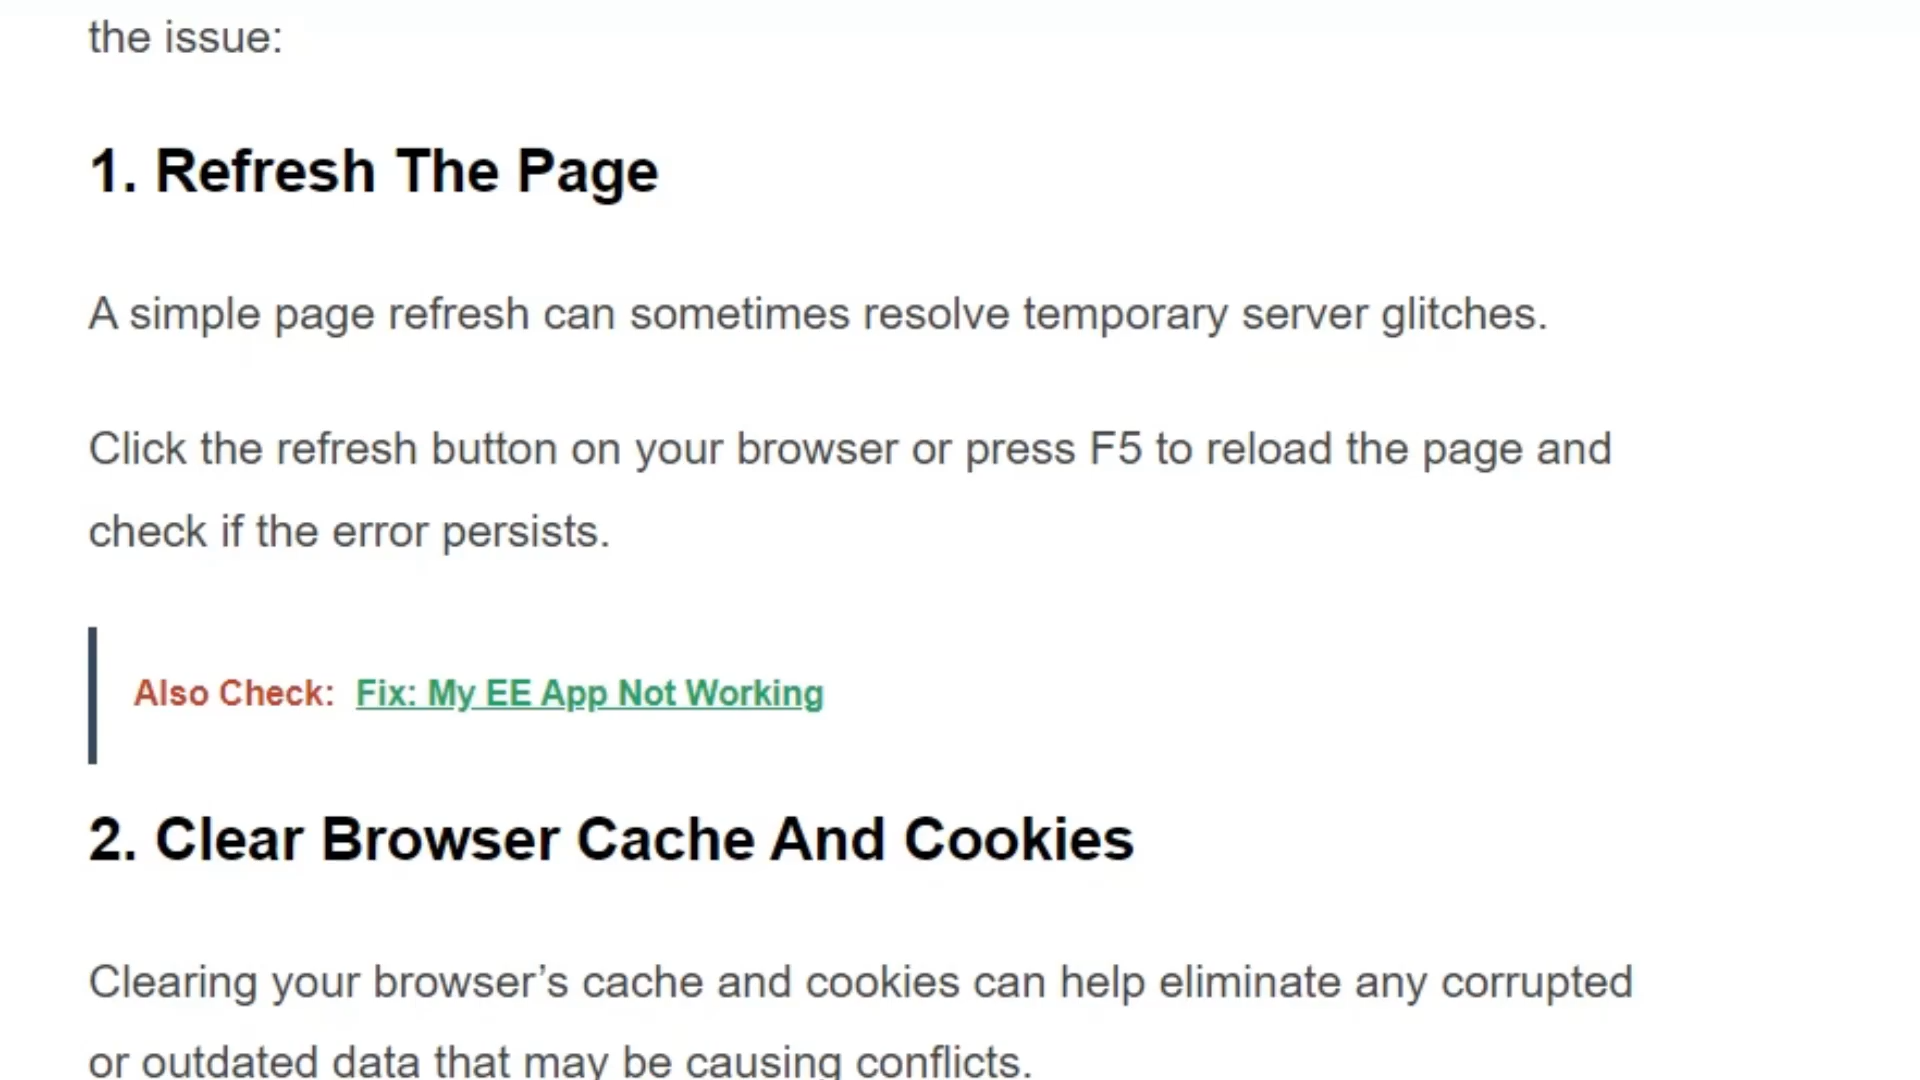 the issue:
1. Refresh The Page
A simple page refresh can sometimes resolve temporary server glitches.
Click the refresh button on your browser or press F5 to reload the page and
check if the error persists.
Also Check: Fix: My EE App Not Working
2. Clear Browser Cache And Cookies
Clearing your browser’s cache and cookies can help eliminate any corrupted
or outdated data that may be causing conflicts.